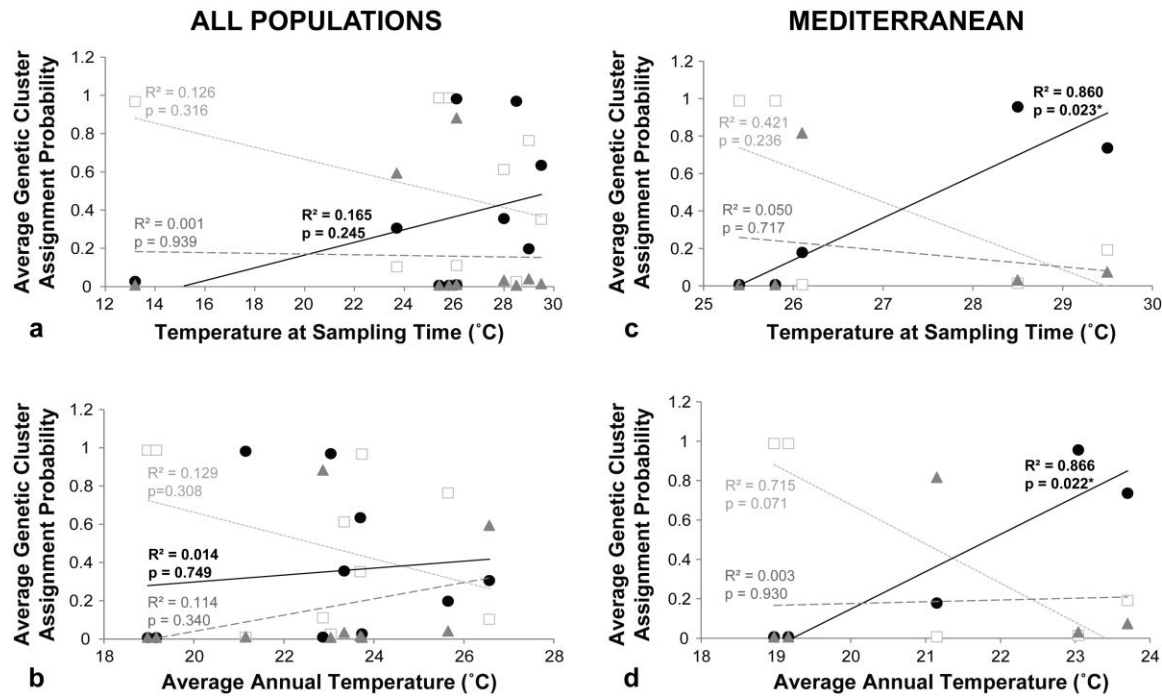 ALL POPULATIONS
Average Genetic Cluster
Assignment Probability
1.2
1
0.8
0.6
0.4
0.2
0
R² = 0.126
p = 0.316
R² = 0.001
p = 0.939
R² = 0.165
p = 0.245
12 14 16 18 20 22 24 26 28 30
a Temperature at Sampling Time (˚C)
MEDITERRANEAN
Average Genetic Cluster
Assignment Probability
1.2
1
0.8
0.6
0.4
0.2
0
R² = 0.860
p = 0.023*
R² = 0.421
p = 0.236
R² = 0.050
p = 0.717
25 26 27 28 29 30
c Temperature at Sampling Time (˚C)
Average Genetic Cluster
Assignment Probability
1.2
1
0.8
0.6
0.4
0.2
0
R² = 0.129
p=0.308
R² = 0.014
p = 0.749
R² = 0.114
p = 0.340
18 20 22 24 26 28
b Average Annual Temperature (˚C)
Average Genetic Cluster
Assignment Probability
1.2
1
0.8
0.6
0.4
0.2
0
R² = 0.866
p = 0.022*
R² = 0.715
p = 0.071
R² = 0.003
p = 0.930
18 19 20 21 22 23 24
d Average Annual Temperature (˚C)